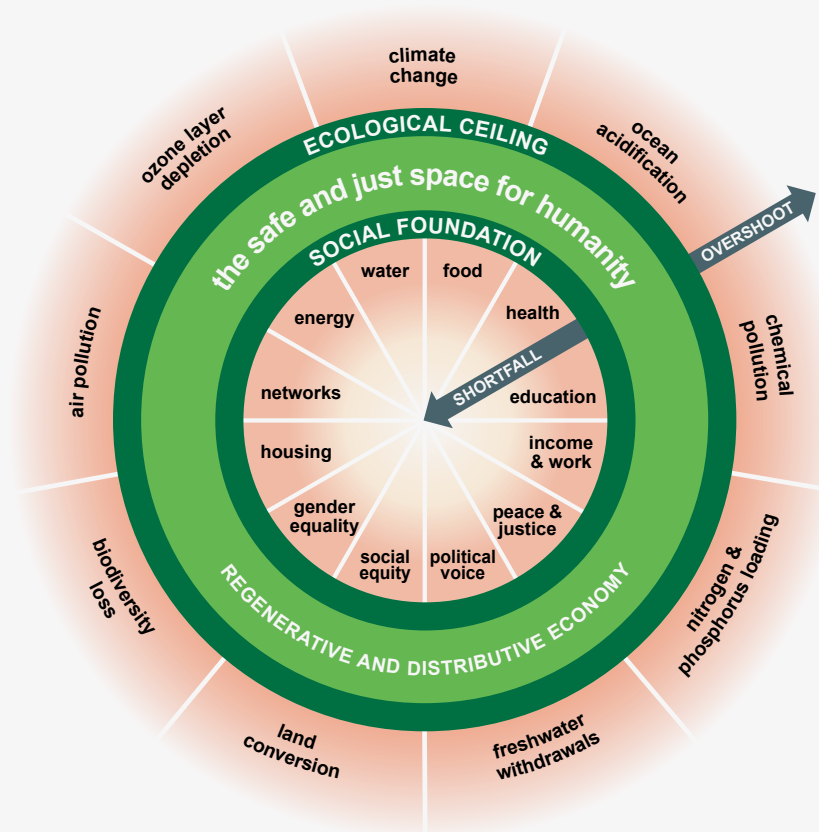 climate
change
ocean
acidification
chemical
pollution
nitrogen &
phosphorus loading
freshwater
withdrawals
land
conversion
biodiversity
loss
air pollution
ozone layer
depletion
OVERSHOOT
ECOLOGICAL CEILING
the safe and just space for humanity
SOCIAL FOUNDATION
water
food
health
SHORTFALL
education
income
& work
peace &
justice
political
voice
social
equity
gender
equality
housing
networks
energy
REGENERATIVE AND DISTRIBUTIVE ECONOMY